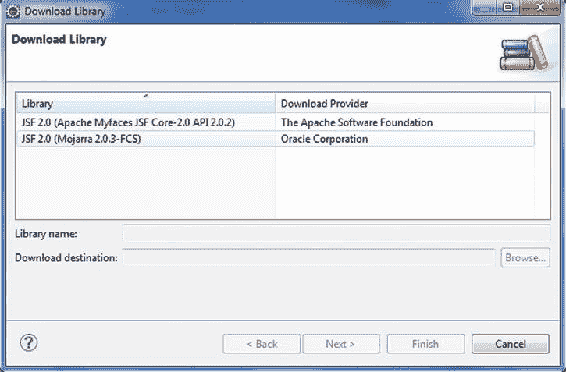 Download Library
Download Library
Library Download Provider
JSF 2.0 (Apache Myfaces JSF Core-2.0 API 2.0.2) The Apache Software Foundation
JSF 2.0 (Mojarra 2.0.3-FCS) Oracle Corporation
Library name:
Download destination: Browse...
? < Back Next > Finish Cancel